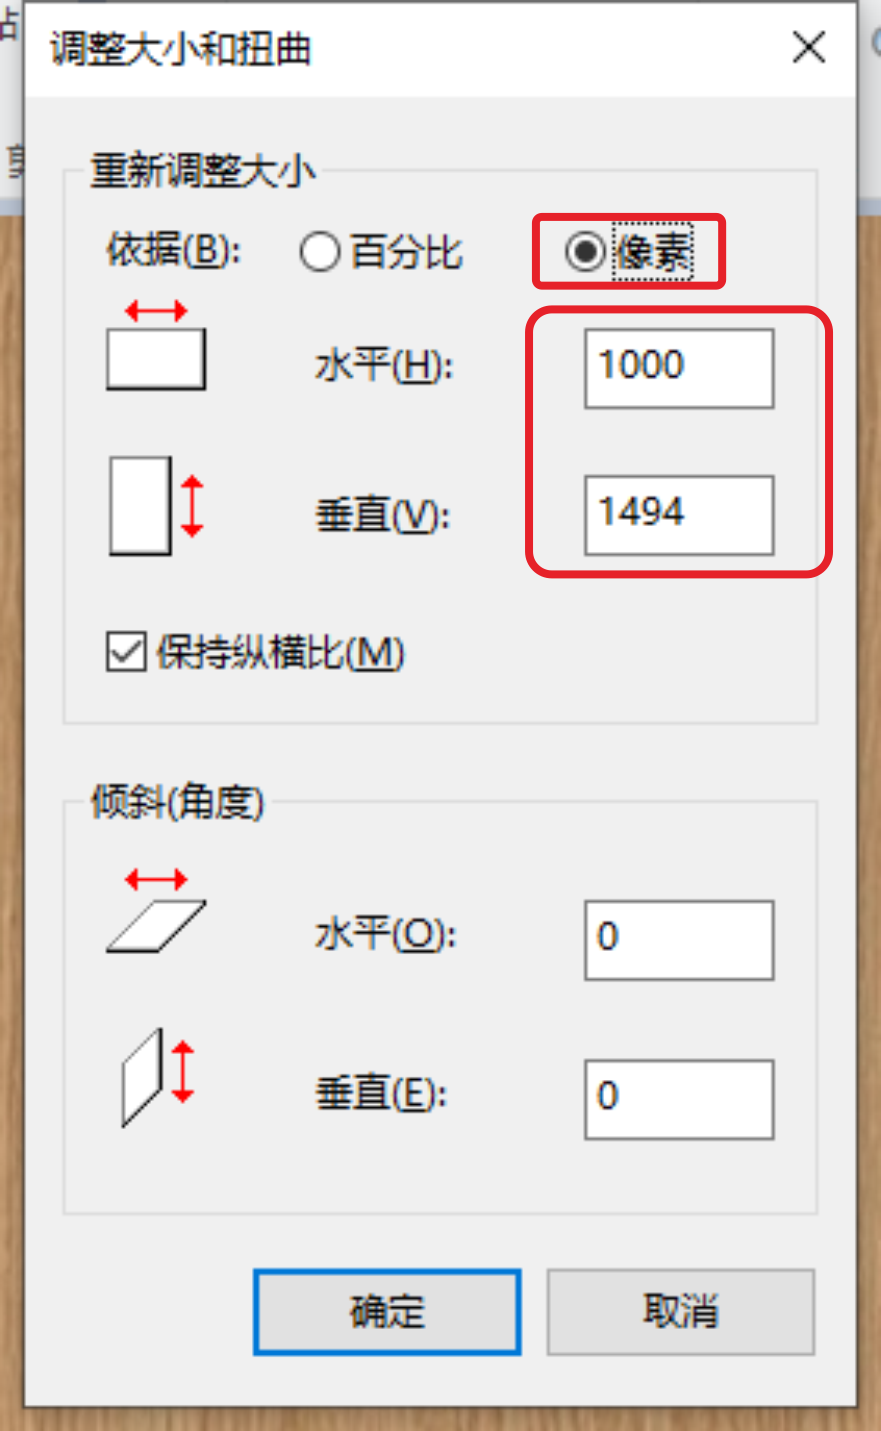 调整大小和扭曲
重新调整大小
依据(B): 百分比 像素
水平(H): 1000
垂直(V): 1494
保持纵横比(M)
倾斜(角度)
水平(O): 0
垂直(E): 0
确定 取消